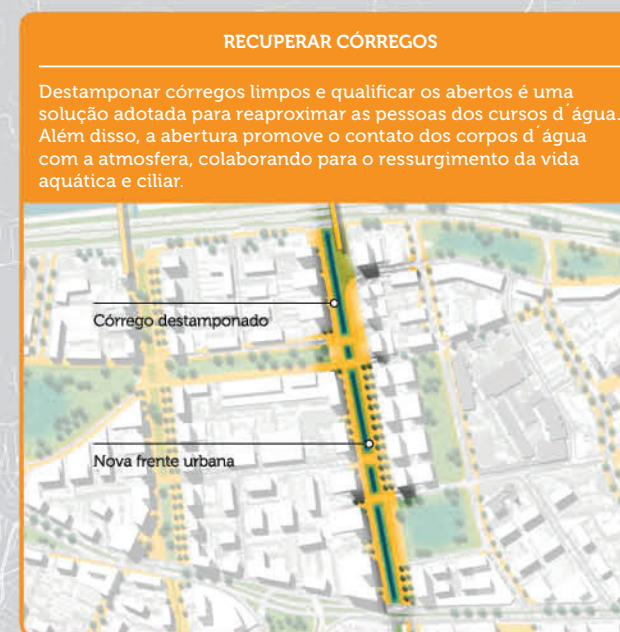 RECUPERAR CÓRREGOS
Destamponar córregos limpos e qualificar os abertos é uma
solução adotada para reaproximar as pessoas dos cursos d´água.
Além disso, a abertura promove o contato dos corpos d´água
com a atmosfera, colaborando para o ressurgimento da vida
aquática e ciliar.
Córrego destamponado
Nova frente urbana